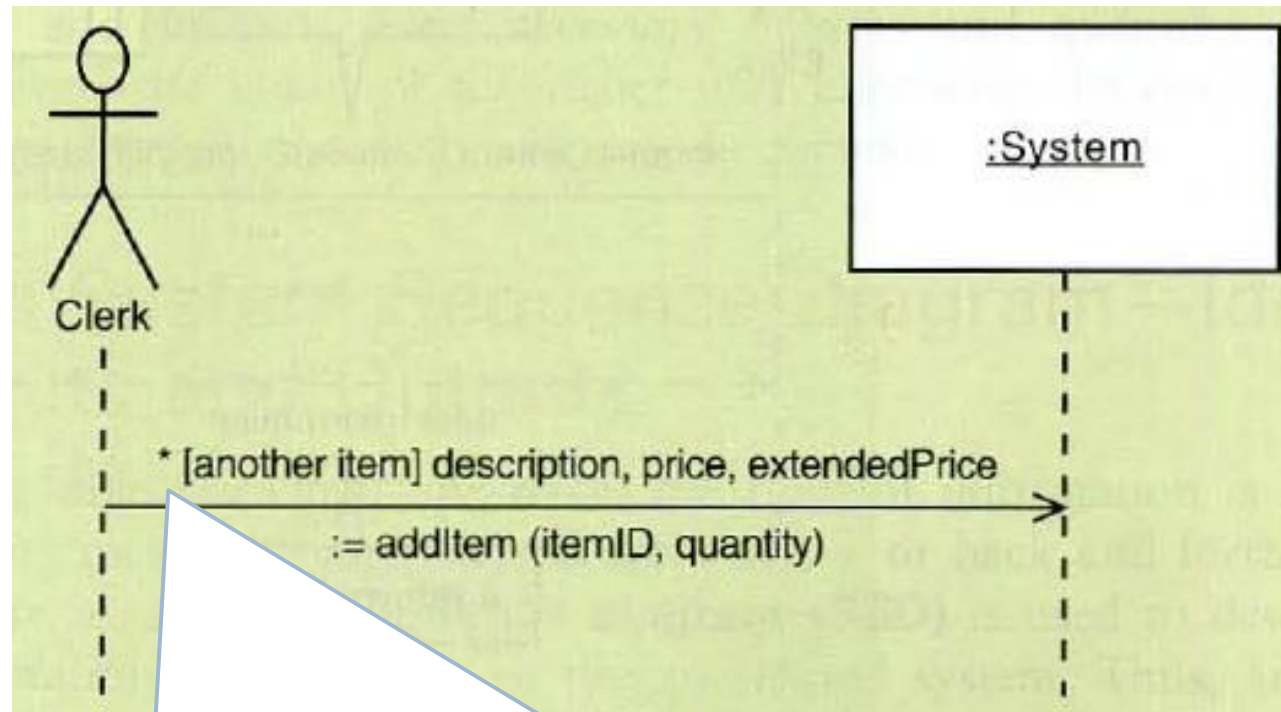 :System
Clerk
* [another item] description, price, extendedPrice
:= addItem (itemID, quantity)